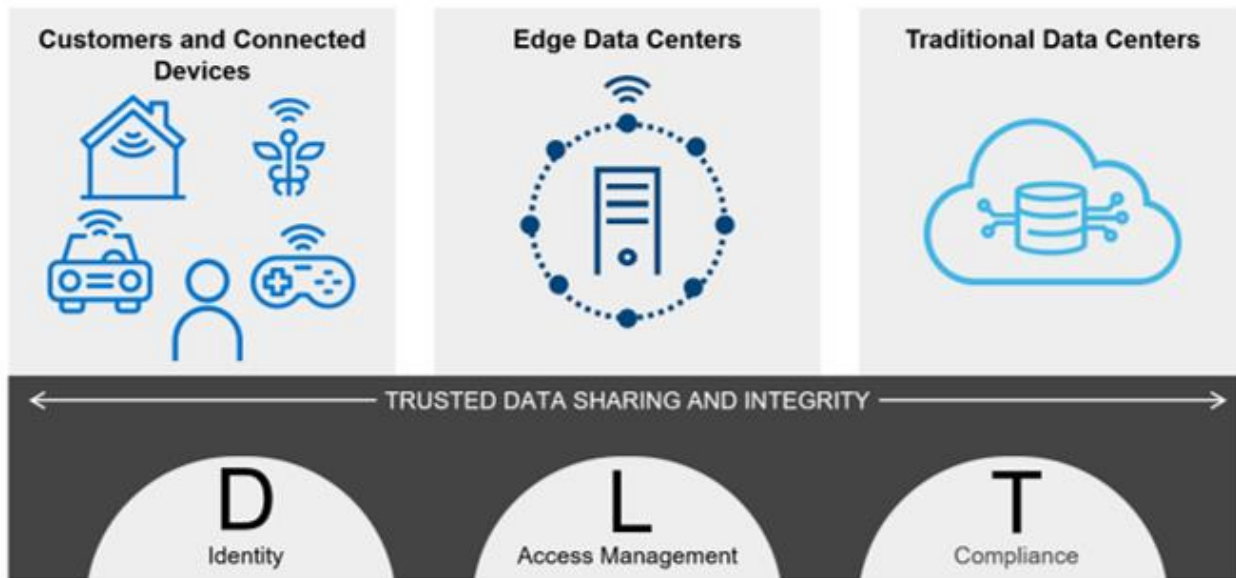 Customers and Connected
Devices
Edge Data Centers
Traditional Data Centers
TRUSTED DATA SHARING AND INTEGRITY
D
Identity
L
Access Management
T
Compliance